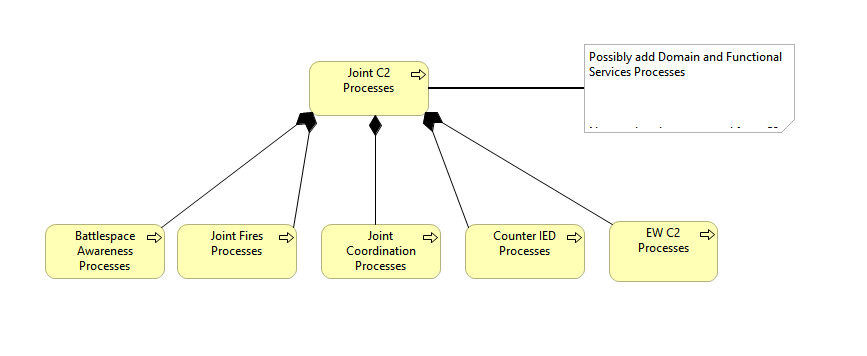 Joint C2
Processes
Possibly add Domain and Functional
Services Processes
Battlespace
Awareness
Processes
Joint Fires
Processes
Joint
Coordination
Processes
Counter IED
Processes
EW C2
Processes